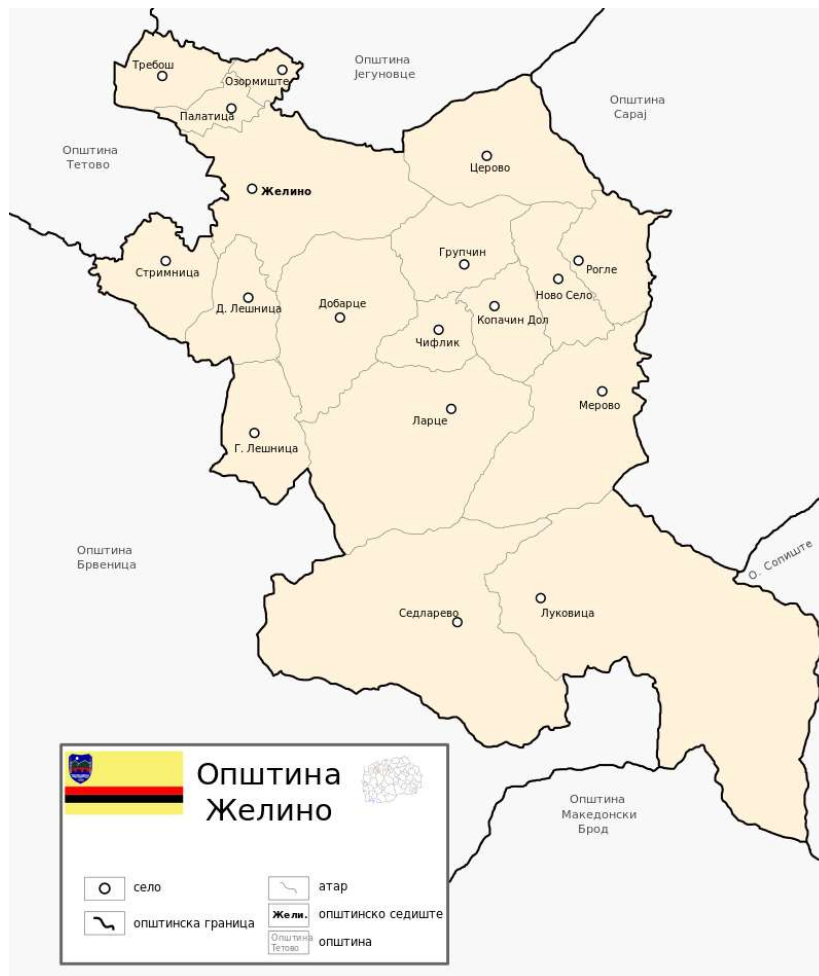 Општина
Јегуновце
Требош
Озормиште
Општина
Сарај
Палатица
Општина
Тетово
Церово
Желино
Групчин
Стримница
Рогле
Ново Село
Д. Лешница
Добарце
Копачин Дол
Чифлик
Мерово
Ларце
Г. Лешница
Општина
Брвеница
О. Сопиште
Седларево
Луковица
Општина
Желино
Општина
Македонски
Брод
село
општинска граница
атар
Жели.
општинско седиште
Општина
Тетово
општина